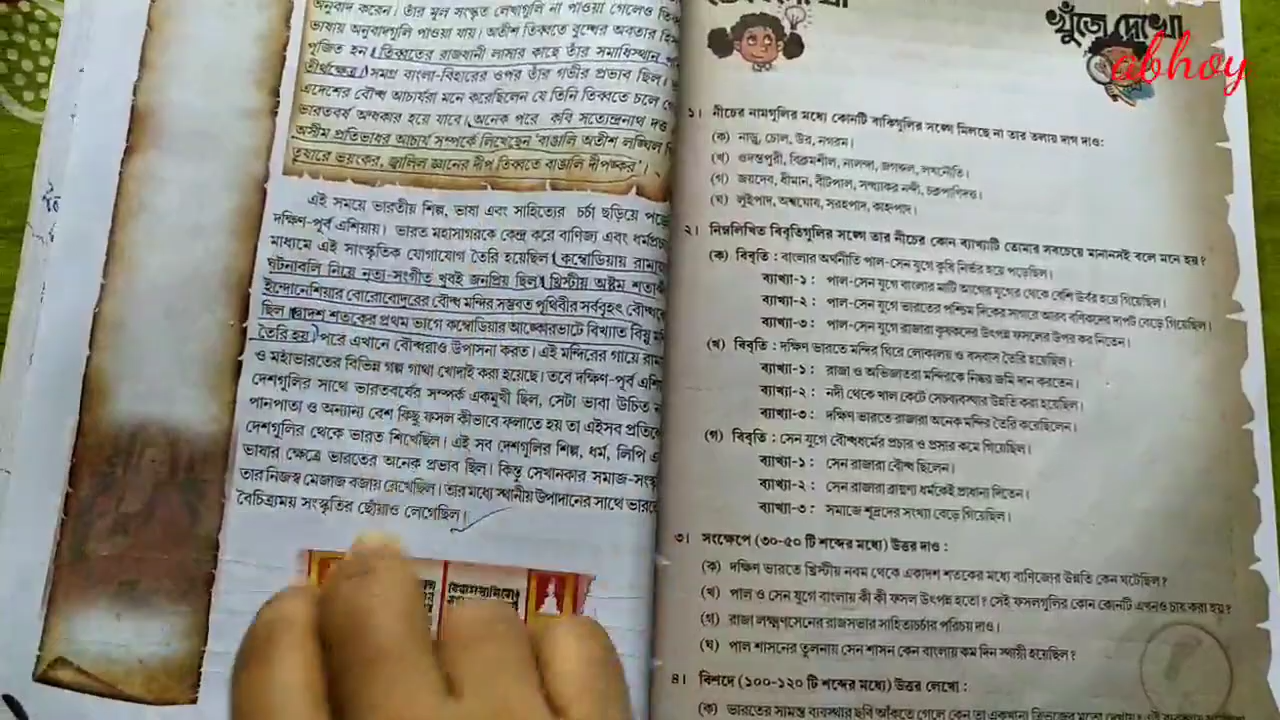 অনুবাদ করেন। তাঁর মূল সংস্কৃত লেখাগুলি না পাওয়া গেলেও
ভাষায় অনুবাদগুলি পাওয়া যায়। অতীশ তিব্বতে বুদ্ধের অবতার
পূজিত হন। তিব্বতের রাজধানী লাসার কাছে তাঁর সমাধিস্থান
তীর্থক্ষেত্র। সমগ্র বাংলা-বিহারের ওপর তাঁর গভীর প্রভাব ছিল।
এদেশের বৌদ্ধ আচার্যরা মনে করেছিলেন যে তিনি তিব্বতে চলে
ভারতবর্ষ অন্ধকার হয়ে যাবে। অনেক পরে কবি সত্যেন্দ্রনাথ দত্ত
অসীম প্রতিভাধর আচার্য সম্পর্কে লিখেছেন 'বাঙালি অতীশ লঙ্ঘিল
তুষারে ভয়ংকর, জ্বালিল জ্ঞানের দীপ তিব্বতে বাঙালি দীপঙ্কর'।
এই সময়ে ভারতীয় শিল্প, ভাষা এবং সাহিত্যের চর্চা ছড়িয়ে
দক্ষিণ-পূর্ব এশিয়ায়। ভারত মহাসাগরকে কেন্দ্র করে বাণিজ্য এবং
মাধ্যমে এই সাংস্কৃতিক যোগাযোগ তৈরি হয়েছিল। কম্বোডিয়ায়
ঘটনাবলি নিয়ে নৃত্য-সংগীত খুবই জনপ্রিয় ছিল। খ্রিস্টীয় অষ্টম
ইন্দোনেশিয়ার বোরোবোদুরের বৌদ্ধ মন্দির সম্ভবত পৃথিবীর সর্ববৃহৎ
ছিল। দ্বাদশ শতকের প্রথম ভাগে কম্বোডিয়ার আঙ্কোরভাটে বিখ্যাত বিষ্ণু
তৈরি হয়। পরে এখানে বৌদ্ধরাও উপাসনা করত। এই মন্দিরের গায়ে
ও মহাভারতের বিভিন্ন গল্প গাথা খোদাই করা হয়েছে। তবে দক্ষিণ-পূর্ব
দেশগুলির সাথে ভারতবর্ষের সম্পর্ক একমুখী ছিল, সেটা ভাবা উচিত
পানপাতা ও অন্যান্য বেশ কিছু ফসল কীভাবে ফলাতে হয় তা এইসব
দেশগুলির থেকে ভারত শিখেছিল। এই সব দেশগুলির শিল্প, ধর্ম, লিপি
ভাষার ক্ষেত্রে ভারতের অনেক প্রভাব ছিল। কিন্তু সেখানকার
তার নিজস্ব মেজাজ বজায় রেখেছিল। তার মধ্যে স্থানীয় উপাদানের সাথে
বৈচিত্র্যময় সংস্কৃতির ছোঁয়াও লেগেছিল।
খুঁজে দেখো
abhoy
১। নীচের নামগুলির মধ্যে কোনটি বাকিগুলির সঙ্গে মিলছে না তার তলায় দাগ দাও:
(ক) নাড়ু, চোল, উর, নগরম।
(খ) ওদন্তপুরী, বিক্রমশীল, নালন্দা, জগদ্দল, লখনৌতি।
(গ) জয়দেব, ধীমান, বীটপাল, সন্ধ্যাকর নন্দী, চক্রপাণিদত্ত।
(ঘ) লুইপাদ, অশ্বঘোষ, সরহপাদ, কাহ্নপাদ।
২। নিম্নলিখিত বিবৃতিগুলির সঙ্গে তার নীচের কোন ব্যাখ্যাটি তোমার সবচেয়ে মানানসই বলে মনে হয়?
(ক) বিবৃতি : বাংলার অর্থনীতি পাল-সেন যুগে কৃষি নির্ভর হয়ে পড়েছিল।
ব্যাখ্যা-১ : পাল-সেন যুগে বাংলার মাটি আগের যুগের থেকে বেশি উর্বর হয়ে গিয়েছিল।
ব্যাখ্যা-২ : পাল-সেন যুগে ভারতের পশ্চিম দিকের সাগরে আরব বণিকদের দাপট বেড়ে গিয়েছিল।
ব্যাখ্যা-৩ : পাল-সেন যুগে রাজারা কৃষকদের উৎপন্ন ফসলের উপর কর নিতেন।
(খ) বিবৃতি : দক্ষিণ ভারতে মন্দির ঘিরে লোকালয় ও বসবাস তৈরি হয়েছিল।
ব্যাখ্যা-১ : রাজা ও অভিজাতরা মন্দিরকে নিষ্কর জমি দান করতেন।
ব্যাখ্যা-২ : নদী থেকে খাল কেটে সেচব্যবস্থার উন্নতি করা হয়েছিল।
ব্যাখ্যা-৩ : দক্ষিণ ভারতে রাজারা অনেক মন্দির তৈরি করেছিলেন।
(গ) বিবৃতি : সেন যুগে বৌদ্ধধর্মের প্রচার ও প্রসার কমে গিয়েছিল।
ব্যাখ্যা-১ : সেন রাজারা বৌদ্ধ ছিলেন।
ব্যাখ্যা-২ : সেন রাজারা ব্রাহ্মণ্য ধর্মকেই প্রাধান্য দিতেন।
ব্যাখ্যা-৩ : সমাজে শূদ্রদের সংখ্যা বেড়ে গিয়েছিল।
৩। সংক্ষেপে (৩০-৫০ টি শব্দের মধ্যে) উত্তর দাও :
(ক) দক্ষিণ ভারতে খ্রিস্টীয় নবম থেকে একাদশ শতকের মধ্যে বাণিজ্যের উন্নতি কেন ঘটেছিল?
(খ) পাল ও সেন যুগে বাংলায় কী কী ফসল উৎপন্ন হতো? সেই ফসলগুলির কোন কোনটি এখনও চাষ করা হয়?
(গ) রাজা লক্ষ্মণসেনের রাজসভার সাহিত্যচর্চার পরিচয় দাও।
(ঘ) পাল শাসনের তুলনায় সেন শাসন কেন বাংলায় কম দিন স্থায়ী হয়েছিল?
৪। বিশদে (১০০-১২০ টি শব্দের মধ্যে) উত্তর লেখো :
(ক) ভারতের সামন্ত ব্যবস্থার ছবি আঁকতে গেলে কেন তা একখানা ত্রিভুজের মতো